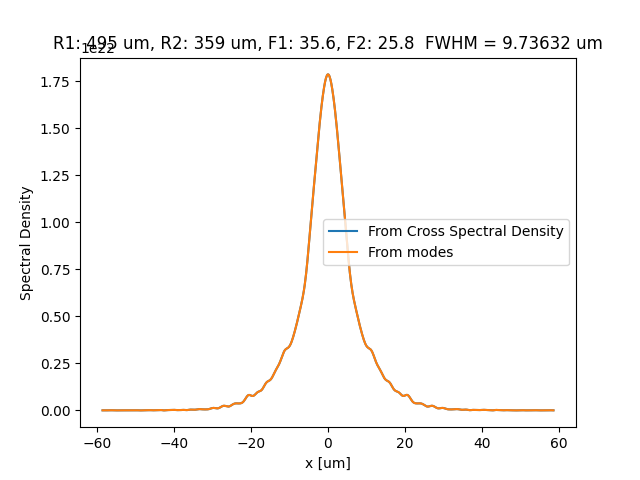 R1: 495 um, R2: 359 um, F1: 35.6, F2: 25.8  FWHM = 9.73632 um
1e22
1.75
1.50
1.25
1.00
0.75
0.50
0.25
0.00
Spectral Density
From Cross Spectral Density
From modes
−60
−40
−20
0
20
40
60
x [um]